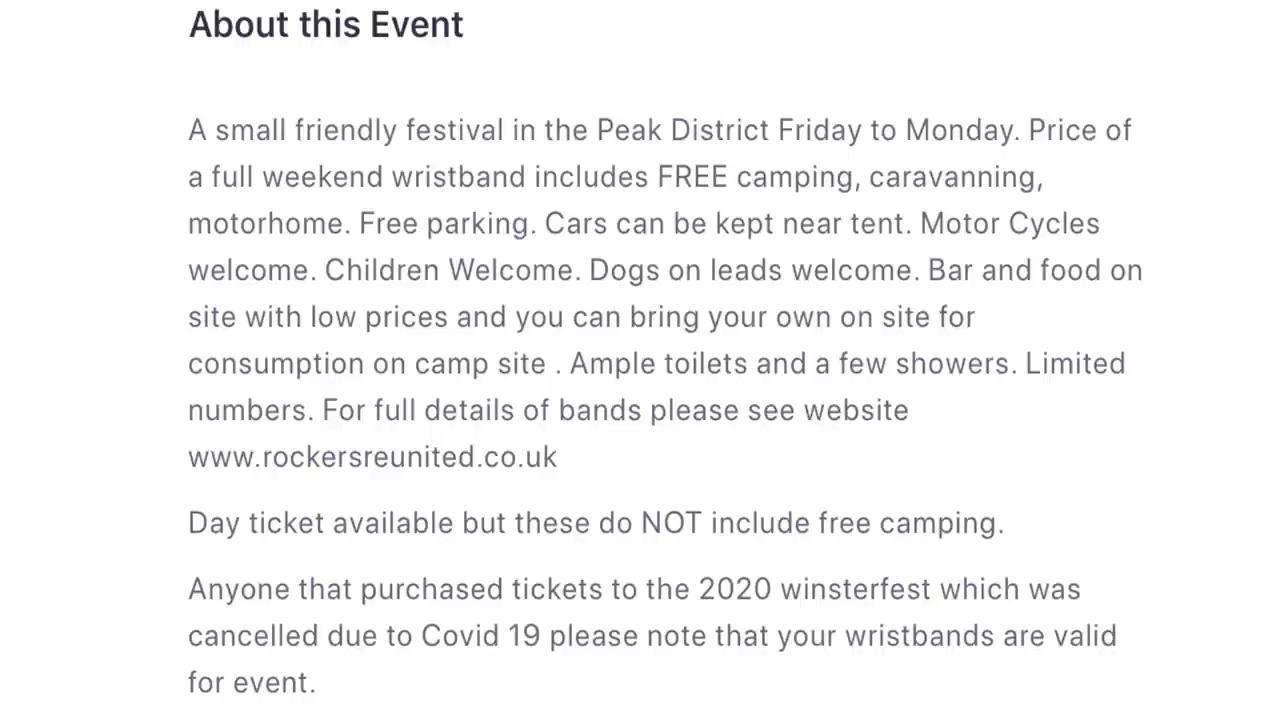 About this Event
A small friendly festival in the Peak District Friday to Monday. Price of
a full weekend wristband includes FREE camping, caravanning,
motorhome. Free parking. Cars can be kept near tent. Motor Cycles
welcome. Children Welcome. Dogs on leads welcome. Bar and food on
site with low prices and you can bring your own on site for
consumption on camp site . Ample toilets and a few showers. Limited
numbers. For full details of bands please see website
www.rockersreunited.co.uk
Day ticket available but these do NOT include free camping.
Anyone that purchased tickets to the 2020 winsterfest which was
cancelled due to Covid 19 please note that your wristbands are valid
for event.